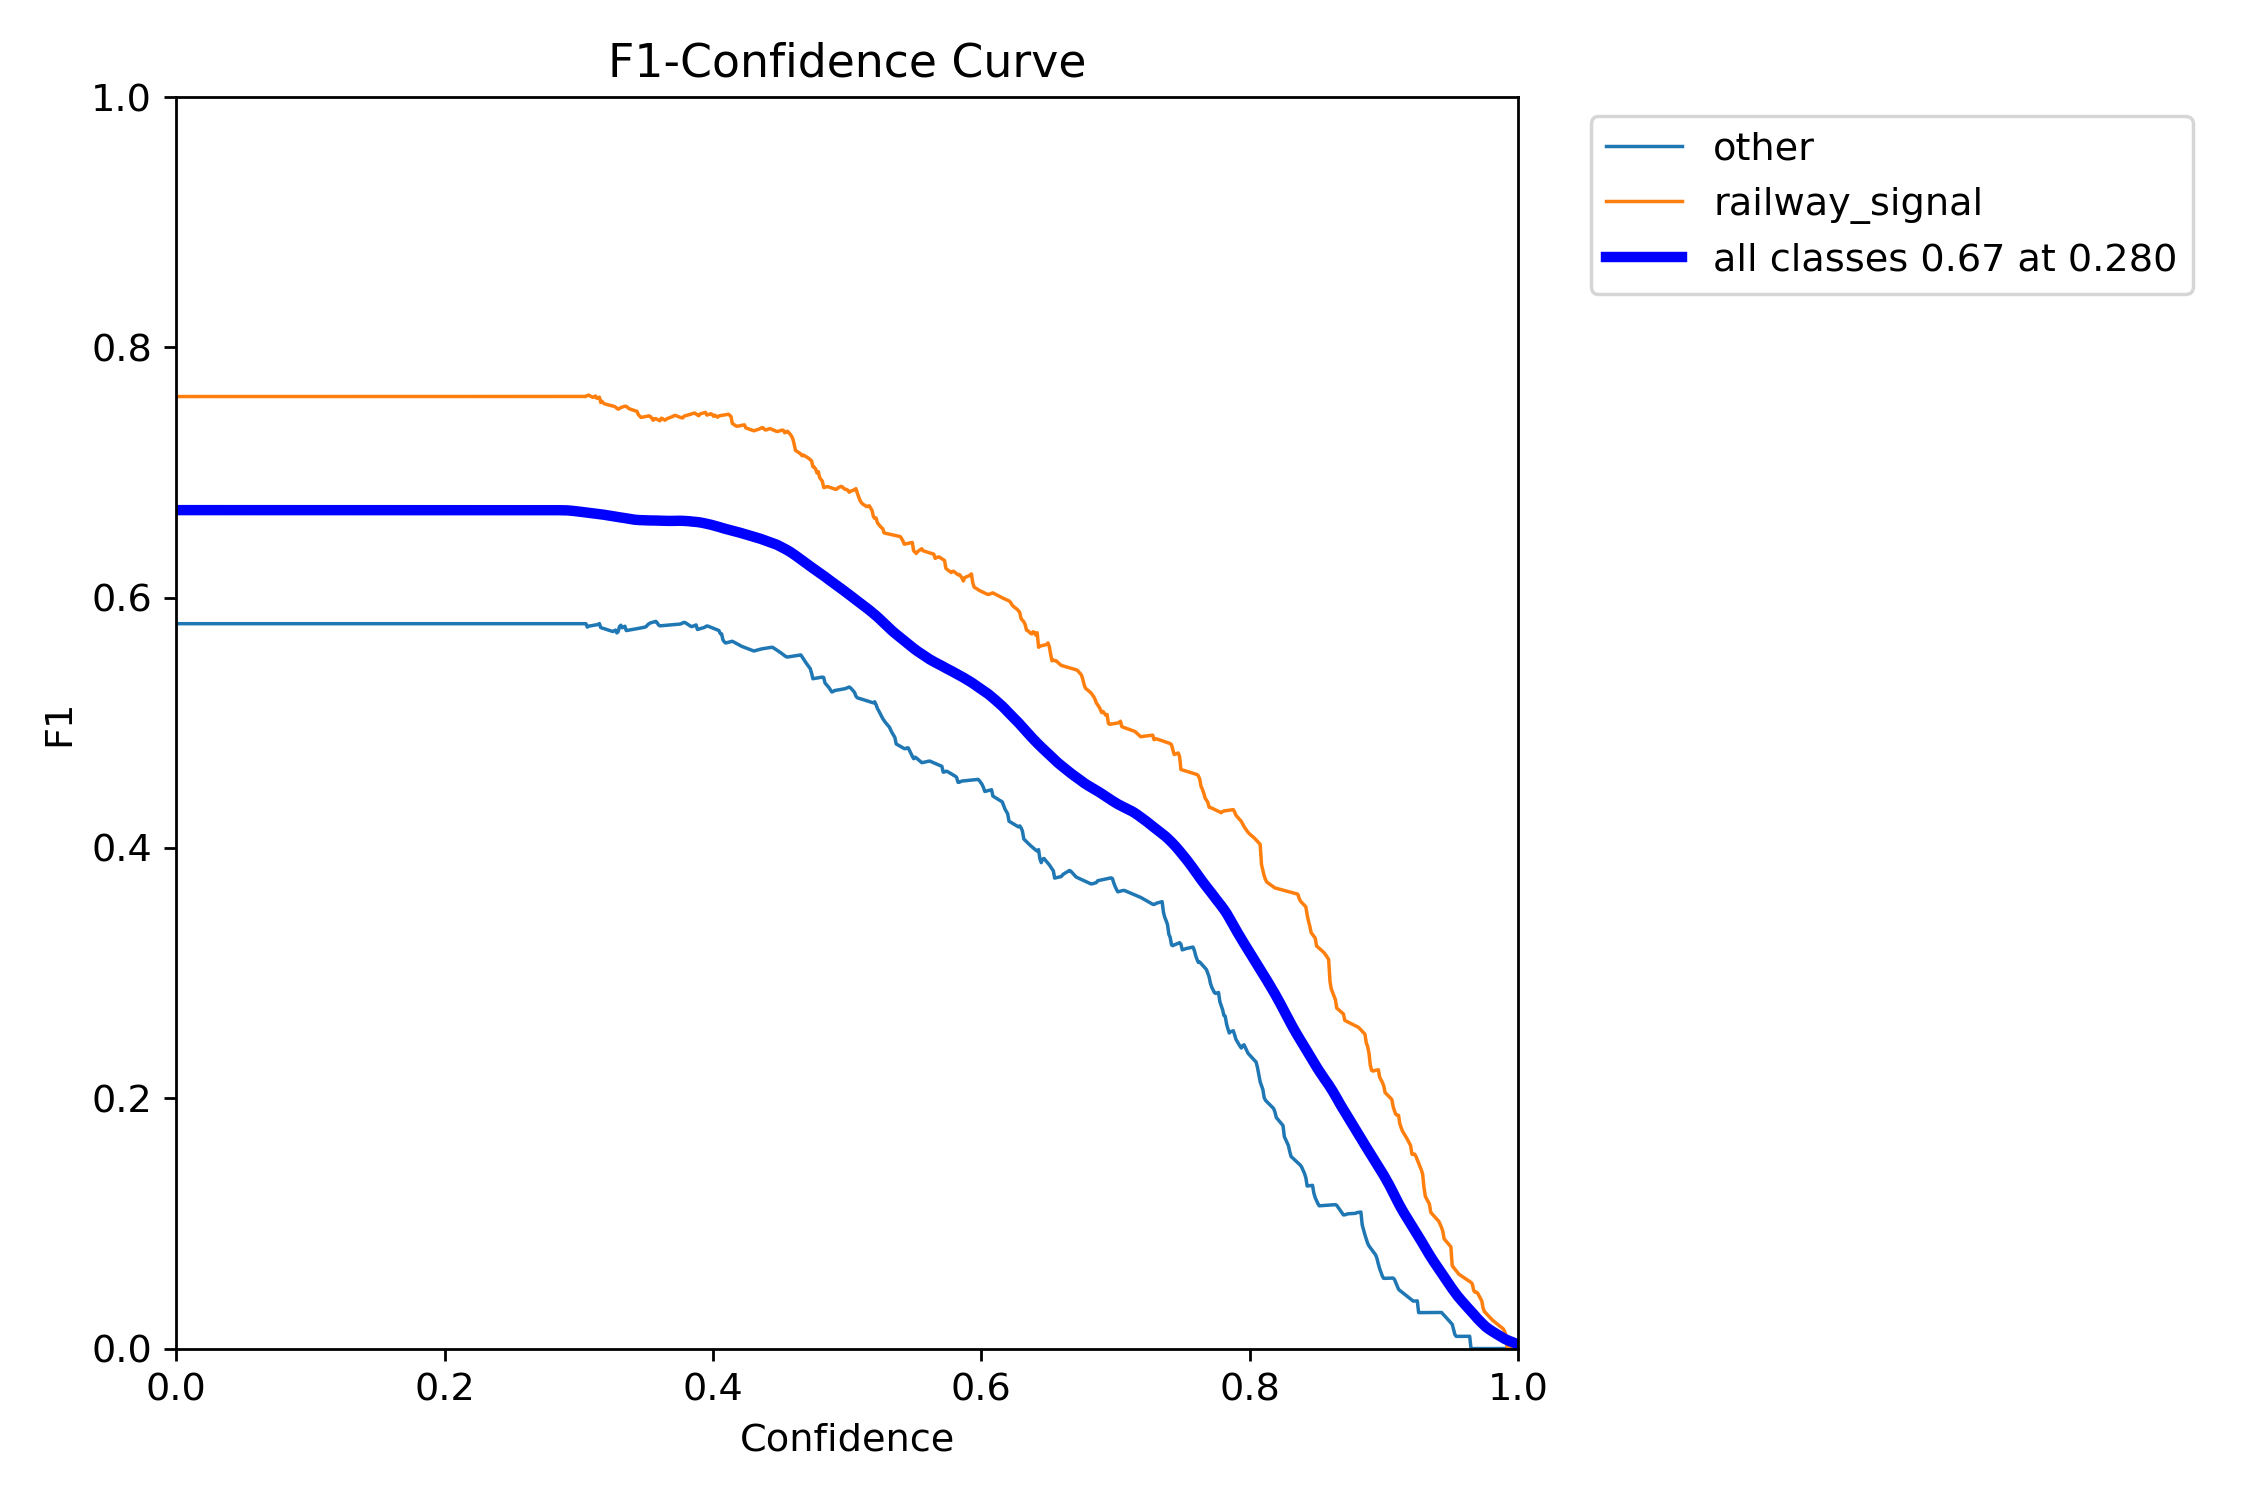 F1-Confidence Curve
1.0
0.8
0.6
0.4
0.2
0.0
F1
0.0 0.2 0.4 0.6 0.8 1.0
Confidence
other
railway_signal
all classes 0.67 at 0.280